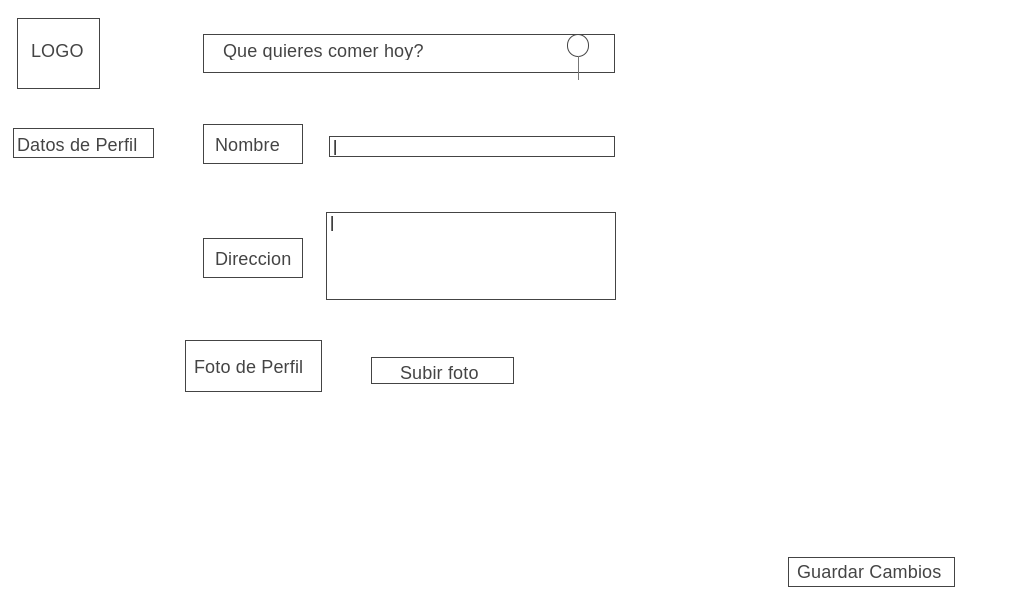 LOGO
Que quieres comer hoy?
Datos de Perfil
Nombre
Direccion
Foto de Perfil
Subir foto
Guardar Cambios